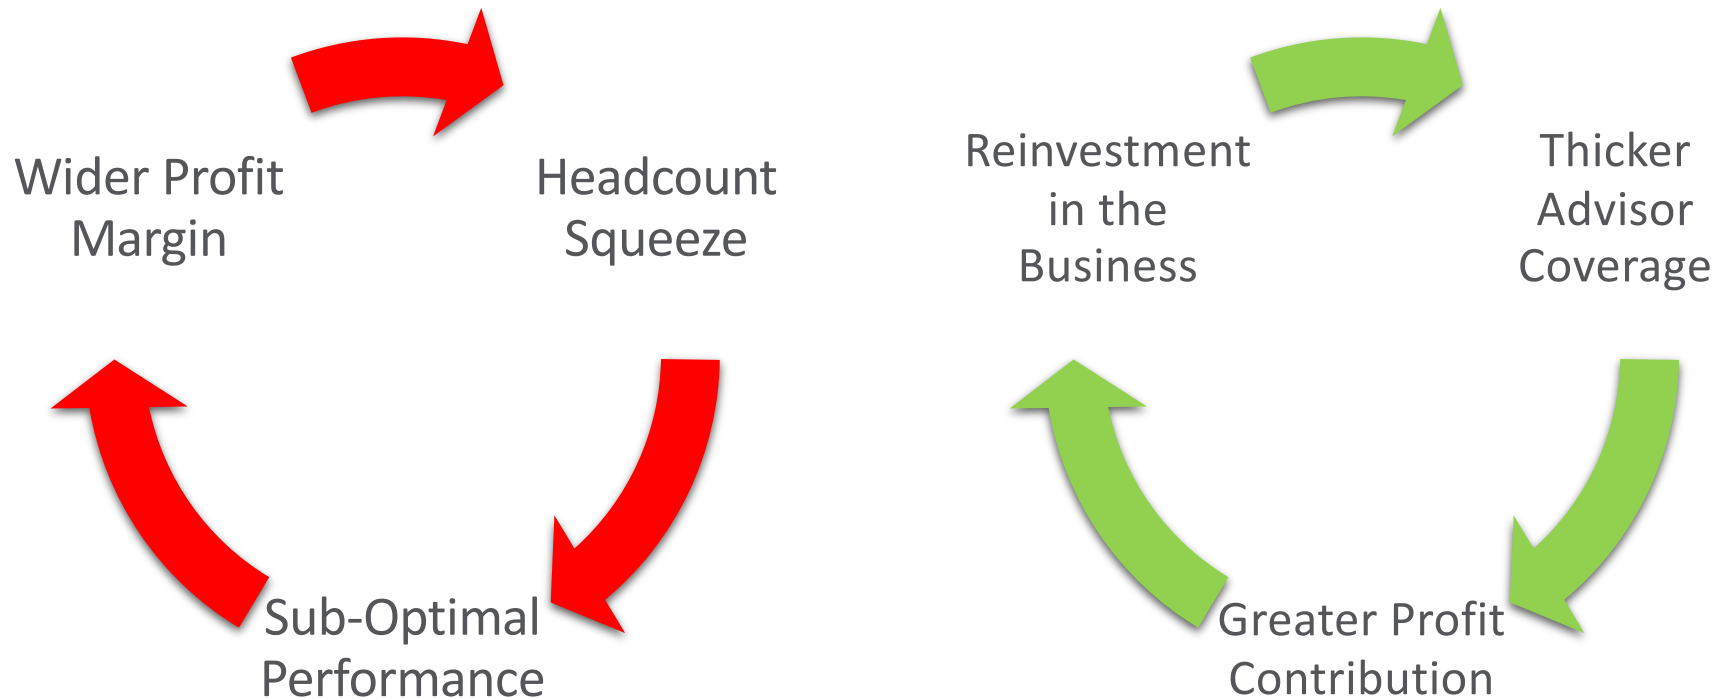 Wider Profit
Margin
Headcount
Squeeze
Sub-Optimal
Performance
Reinvestment
in the
Business
Thicker
Advisor
Coverage
Greater Profit
Contribution